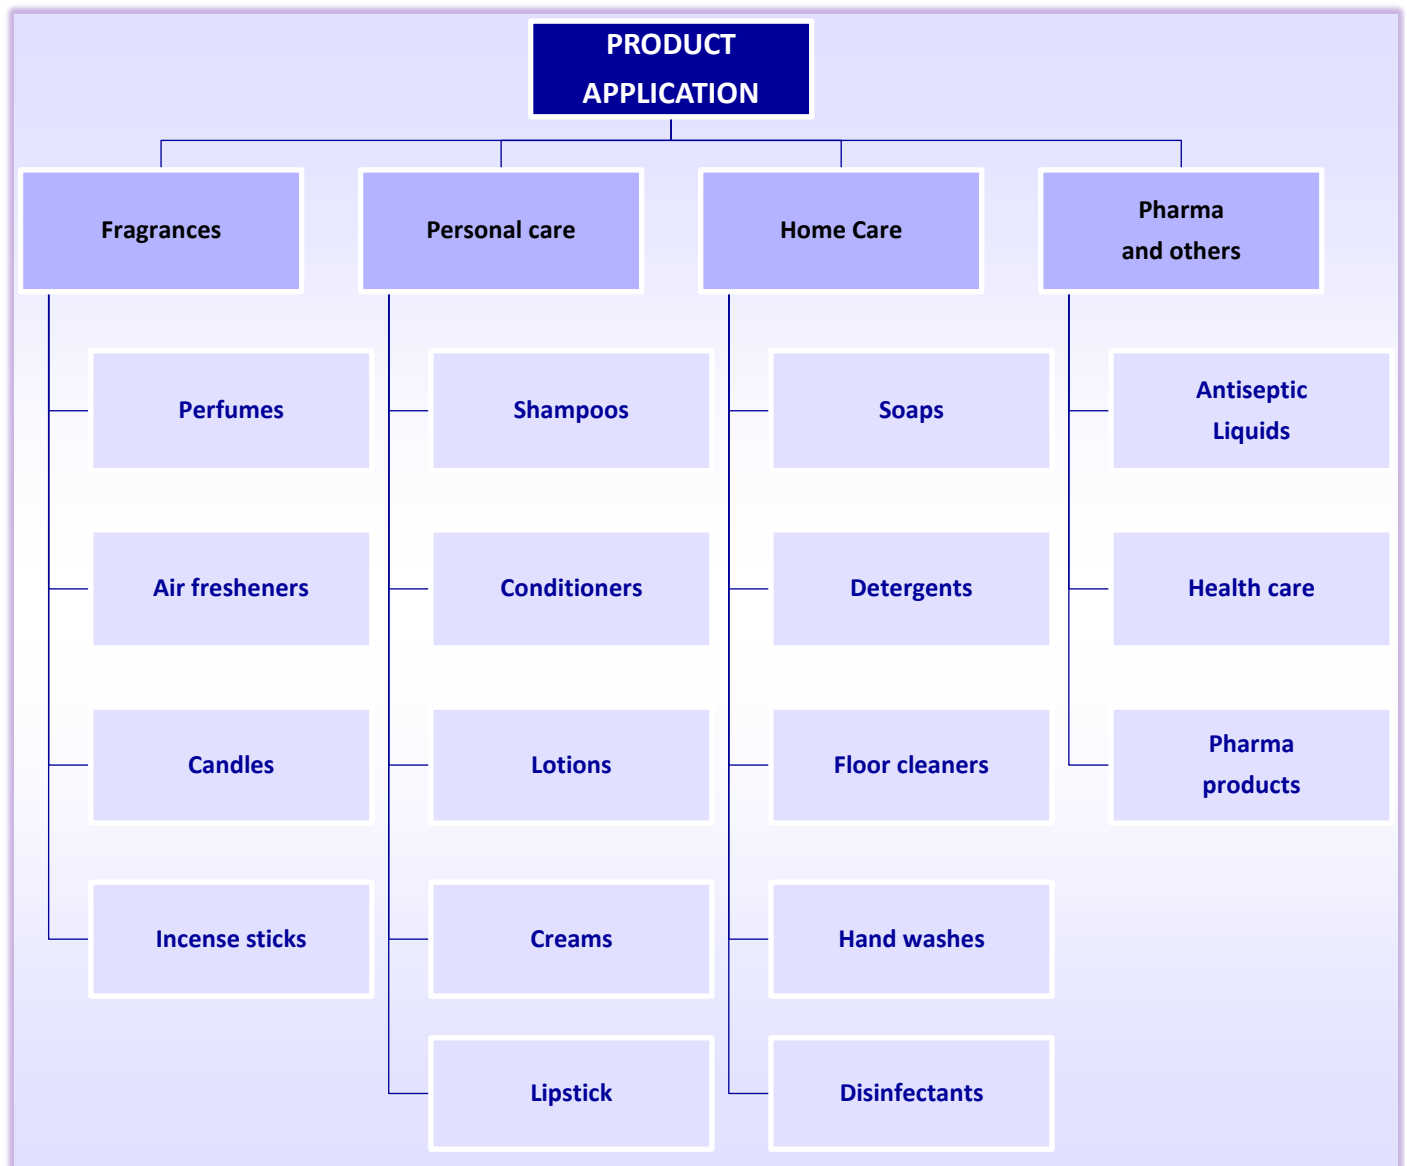 PRODUCT
APPLICATION
Fragrances
Personal care
Home Care
Pharma
and others
Perfumes
Shampoos
Soaps
Antiseptic
Liquids
Air fresheners
Conditioners
Detergents
Health care
Candles
Lotions
Floor cleaners
Pharma
products
Incense sticks
Creams
Hand washes
Lipstick
Disinfectants